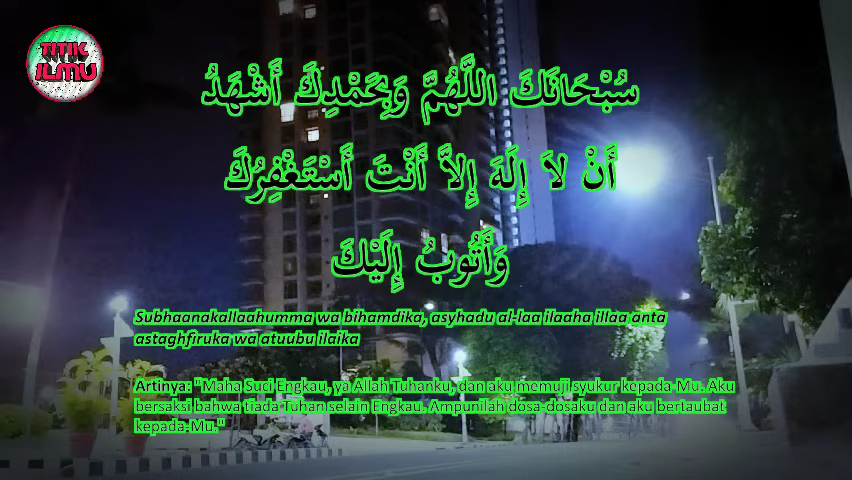 TITIK
ILMU
سُبْحَانَكَ اللَّهُمَّ وَبِحَمْدِكَ أَشْهَدُ
أَنْ لاَ إِلَهَ إِلاَّ أَنْتَ أَسْتَغْفِرُكَ
وَأَتُوبُ إِلَيْكَ
Subhaanakallaahumma wa bihamdika, asyhadu al-laa ilaaha illaa anta
astaghfiruka wa atuubu ilaika
Artinya: "Maha Suci Engkau, ya Allah Tuhanku, dan aku memuji syukur kepada-Mu. Aku
bersaksi bahwa tiada Tuhan selain Engkau. Ampunilah dosa-dosaku dan aku bertaubat
kepada-Mu."